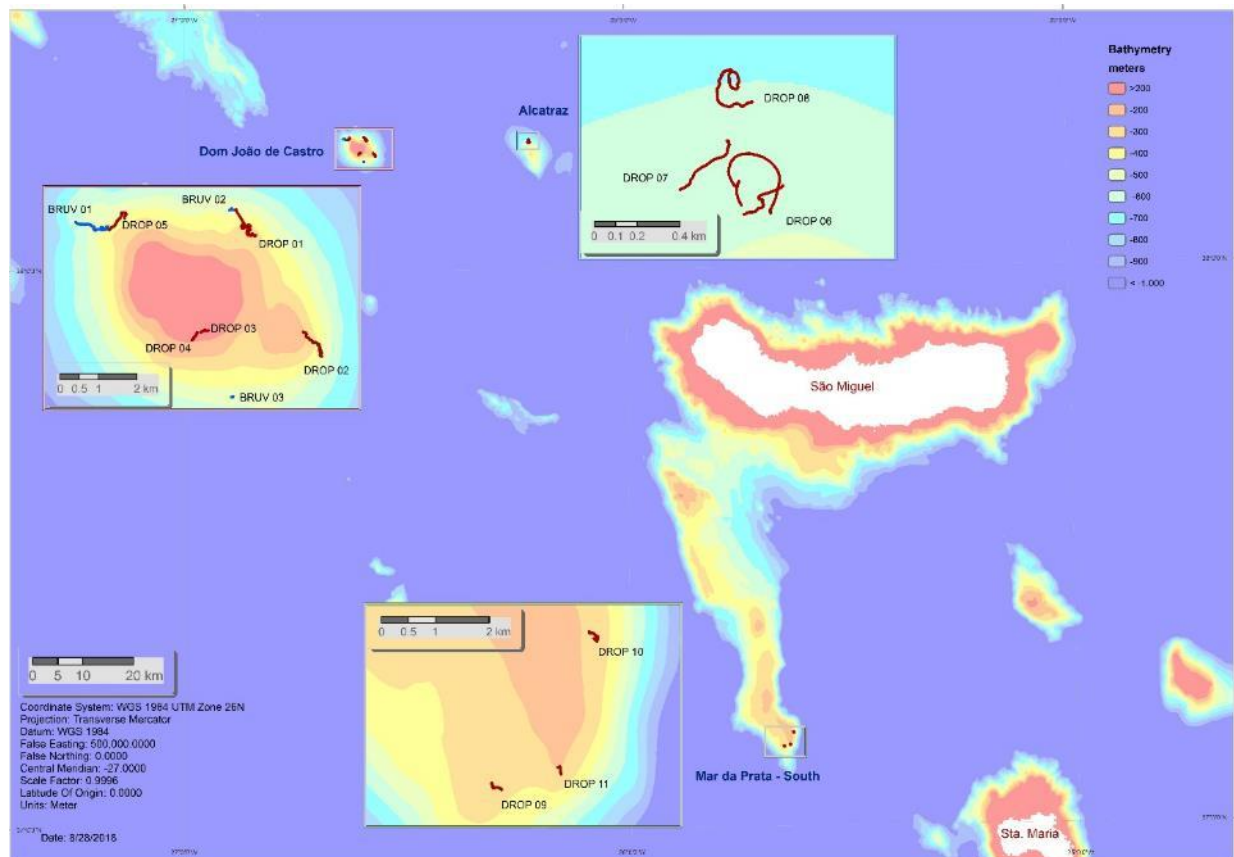 Bathymetry
meters
>200
-200
-300
-400
-500
-600
-700
-800
-900
< -1.000
Alcatraz
DROP 08
DROP 07
DROP 06
0 0.1 0.2 0.4 km
Dom João de Castro
BRUV 01
BRUV 02
DROP 05
DROP 01
DROP 03
DROP 04
DROP 02
0 0.5 1 2 km
BRUV 03
São Miguel
0 0.5 1 2 km
DROP 10
DROP 11
DROP 09
Mar da Prata - South
Sta. Maria
0 5 10 20 km
Coordinate System: WGS 1984 UTM Zone 26N
Projection: Transverse Mercator
Datum: WGS 1984
False Easting: 500,000.0000
False Northing: 0.0000
Central Meridian: -27.0000
Scale Factor: 0.9996
Latitude Of Origin: 0.0000
Units: Meter
Date: 8/28/2018